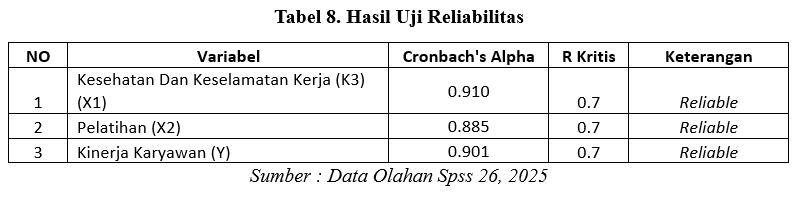 Tabel 8. Hasil Uji Reliabilitas
NO Variabel Cronbach's Alpha R Kritis Keterangan
1 Kesehatan Dan Keselamatan Kerja (K3) (X1) 0.910 0.7 Reliable
2 Pelatihan (X2) 0.885 0.7 Reliable
3 Kinerja Karyawan (Y) 0.901 0.7 Reliable
Sumber : Data Olahan Spss 26, 2025